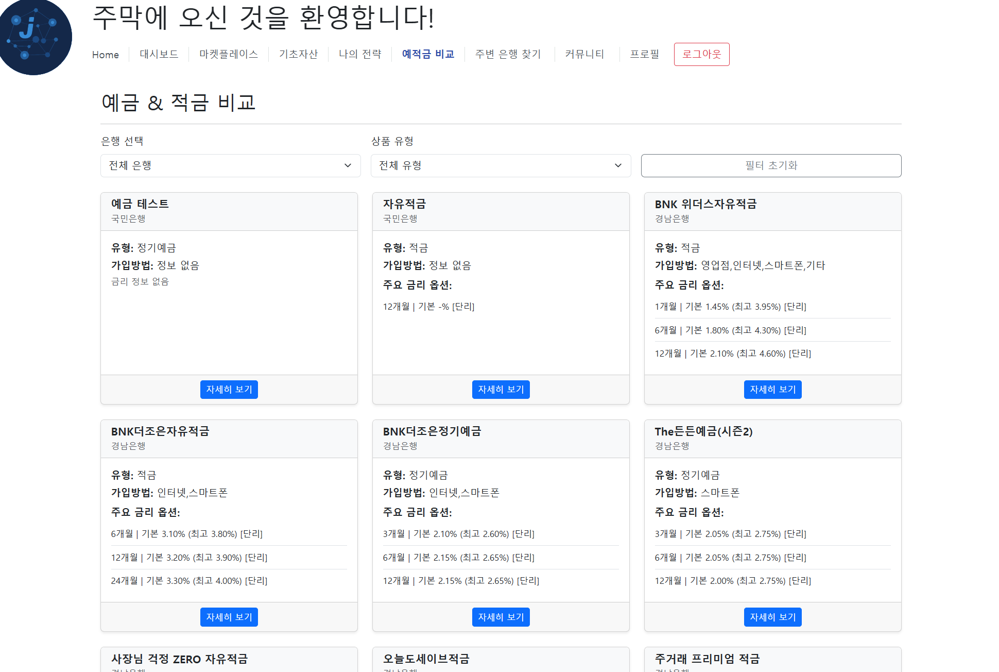 j
주막에 오신 것을 환영합니다!
Home 대시보드 마켓플레이스 기초자산 나의 전략 예적금 비교 주변 은행 찾기 커뮤니티 프로필 로그아웃
예금 & 적금 비교
은행 선택 상품 유형
전체 은행 전체 유형 필터 초기화
예금 테스트
국민은행
유형: 정기예금
가입방법: 정보 없음
금리 정보 없음
자세히 보기
자유적금
국민은행
유형: 적금
가입방법: 정보 없음
주요 금리 옵션:
12개월 | 기본 -% [단리]
자세히 보기
BNK 위더스자유적금
경남은행
유형: 적금
가입방법: 영업점,인터넷,스마트폰,기타
주요 금리 옵션:
1개월 | 기본 1.45% (최고 3.95%) [단리]
6개월 | 기본 1.80% (최고 4.30%) [단리]
12개월 | 기본 2.10% (최고 4.60%) [단리]
자세히 보기
BNK더조은자유적금
경남은행
유형: 적금
가입방법: 인터넷,스마트폰
주요 금리 옵션:
6개월 | 기본 3.10% (최고 3.80%) [단리]
12개월 | 기본 3.20% (최고 3.90%) [단리]
24개월 | 기본 3.30% (최고 4.00%) [단리]
자세히 보기
BNK더조은정기예금
경남은행
유형: 정기예금
가입방법: 인터넷,스마트폰
주요 금리 옵션:
3개월 | 기본 2.10% (최고 2.60%) [단리]
6개월 | 기본 2.15% (최고 2.65%) [단리]
12개월 | 기본 2.15% (최고 2.65%) [단리]
자세히 보기
The든든예금(시즌2)
경남은행
유형: 정기예금
가입방법: 스마트폰
주요 금리 옵션:
3개월 | 기본 2.05% (최고 2.75%) [단리]
6개월 | 기본 2.05% (최고 2.75%) [단리]
12개월 | 기본 2.00% (최고 2.75%) [단리]
자세히 보기
사장님 걱정 ZERO 자유적금
오늘도세이브적금
주거래 프리미엄 적금